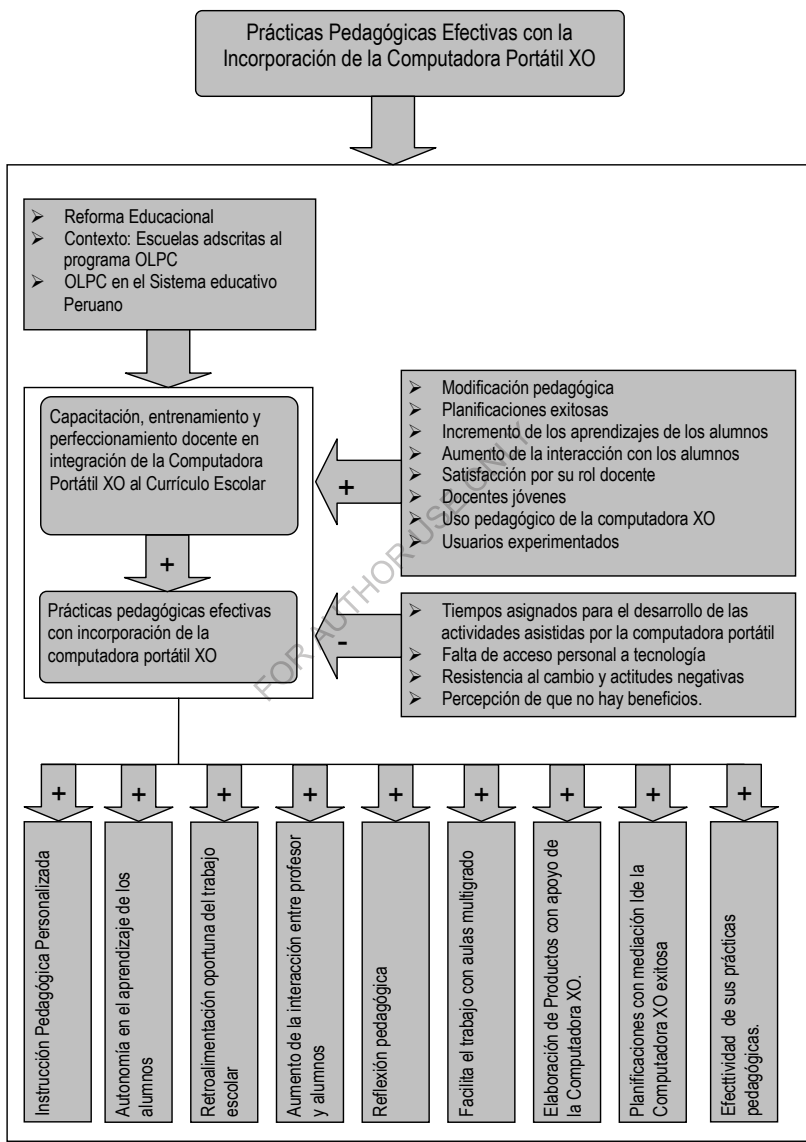 Prácticas Pedagógicas Efectivas con la
Incorporación de la Computadora Portátil XO
➢ Reforma Educacional
➢ Contexto: Escuelas adscritas al
programa OLPC
➢ OLPC en el Sistema educativo
Peruano
Capacitación, entrenamiento y
perfeccionamiento docente en
integración de la Computadora
Portátil XO al Currículo Escolar
+
Prácticas pedagógicas efectivas
con incorporación de la
computadora portátil XO
+
➢ Modificación pedagógica
➢ Planificaciones exitosas
➢ Incremento de los aprendizajes de los alumnos
➢ Aumento de la interacción con los alumnos
➢ Satisfacción por su rol docente
➢ Docentes jóvenes
➢ Uso pedagógico de la computadora XO
➢ Usuarios experimentados
-
➢ Tiempos asignados para el desarrollo de las
actividades asistidas por la computadora portátil
➢ Falta de acceso personal a tecnología
➢ Resistencia al cambio y actitudes negativas
➢ Percepción de que no hay beneficios.
FOR AUTHOR USE ONLY
+
+
+
+
+
+
+
+
+
Instrucción Pedagógica Personalizada
Autonomía en el aprendizaje de los
alumnos
Retroalimentación oportuna del trabajo
escolar
Aumento de la interacción entre profesor
y alumnos
Reflexión pedagógica
Facilita el trabajo con aulas multigrado
Elaboración de Productos con apoyo de
la Computadora XO.
Planificaciones con mediación lde la
Computadora XO exitosa
Efecttividad de sus prácticas
pedagógicas.